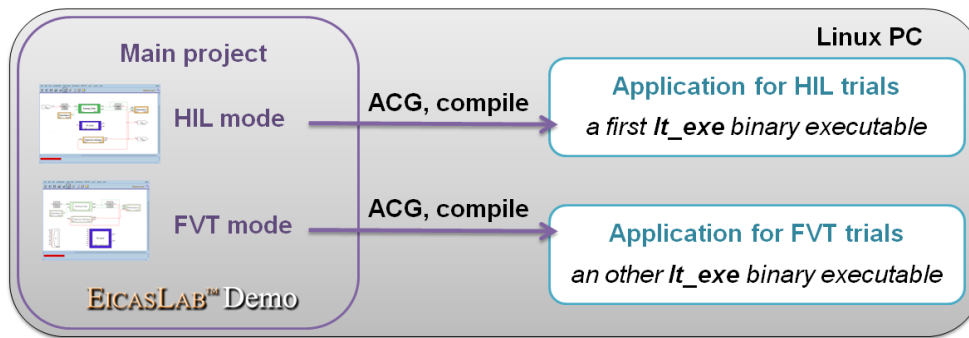 Linux PC
Main project
HIL mode
ACG, compile
Application for HIL trials
a first lt_exe binary executable
FVT mode
ACG, compile
Application for FVT trials
an other lt_exe binary executable
EICASLAB™ Demo